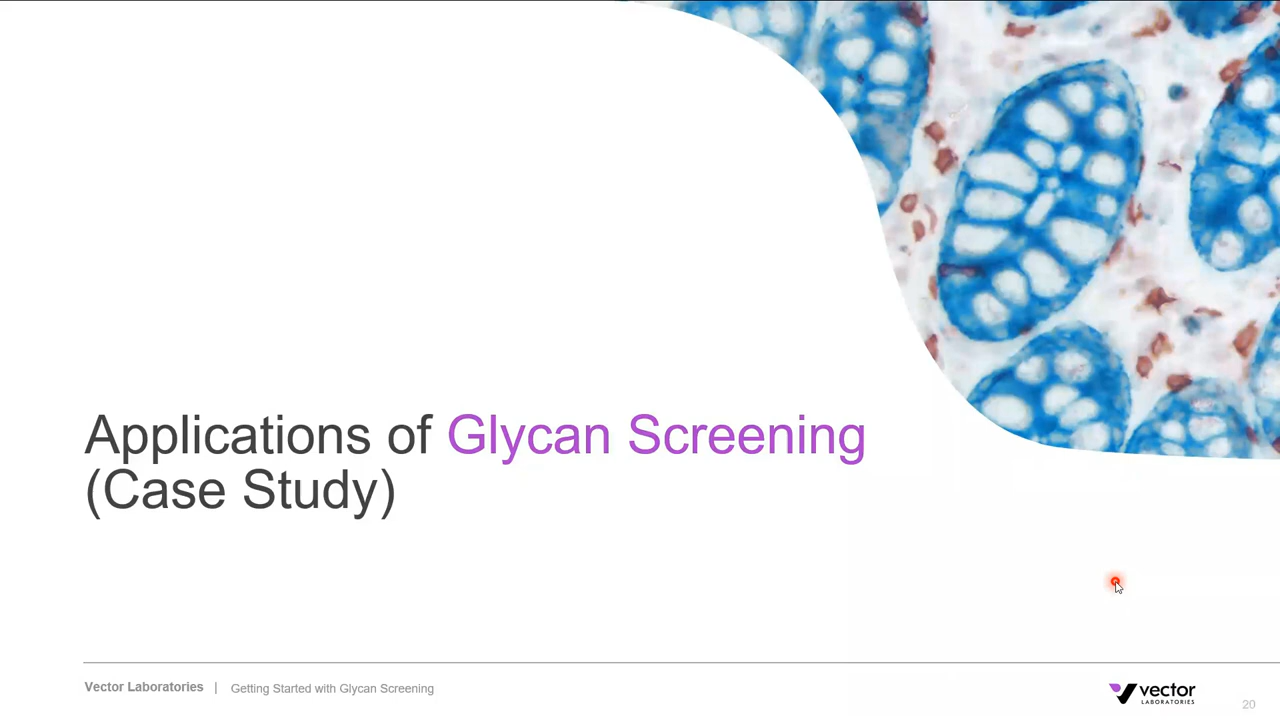 Applications of Glycan Screening
(Case Study)
Vector Laboratories | Getting Started with Glycan Screening
vector
LABORATORIES
20